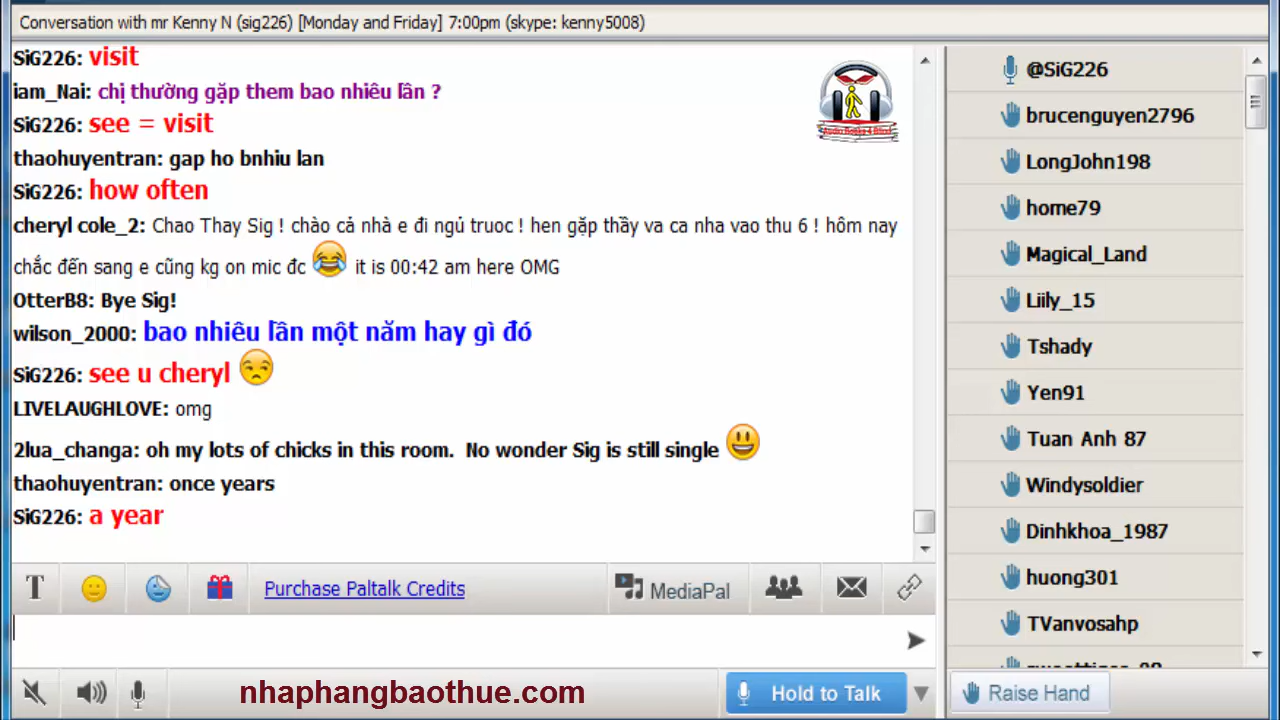 Conversation with mr Kenny N (sig226) [Monday and Friday] 7:00pm (skype: kenny5008)
SiG226: visit
iam_Nai: chị thường gặp them bao nhiêu lần ?
SiG226: see = visit
thaohuyentran: gap ho bnhiu lan
SiG226: how often
cheryl cole_2: Chao Thay Sig ! chào cả nhà e đi ngủ truoc ! hen gặp thầy va ca nha vao thu 6 ! hôm nay
chắc đến sang e cũng kg on mic đc it is 00:42 am here OMG
OtterB8: Bye Sig!
wilson_2000: bao nhiêu lần một năm hay gì đó
SiG226: see u cheryl
LIVELAUGHLOVE: omg
2lua_changa: oh my lots of chicks in this room. No wonder Sig is still single
thaohuyentran: once years
SiG226: a year
T
Purchase Paltalk Credits
MediaPal
nhaphangbaothue.com
Hold to Talk
@SiG226
brucenguyen2796
LongJohn198
home79
Magical_Land
Liily_15
Tshady
Yen91
Tuan Anh 87
Windysoldier
Dinhkhoa_1987
huong301
TVanvosahp
Raise Hand